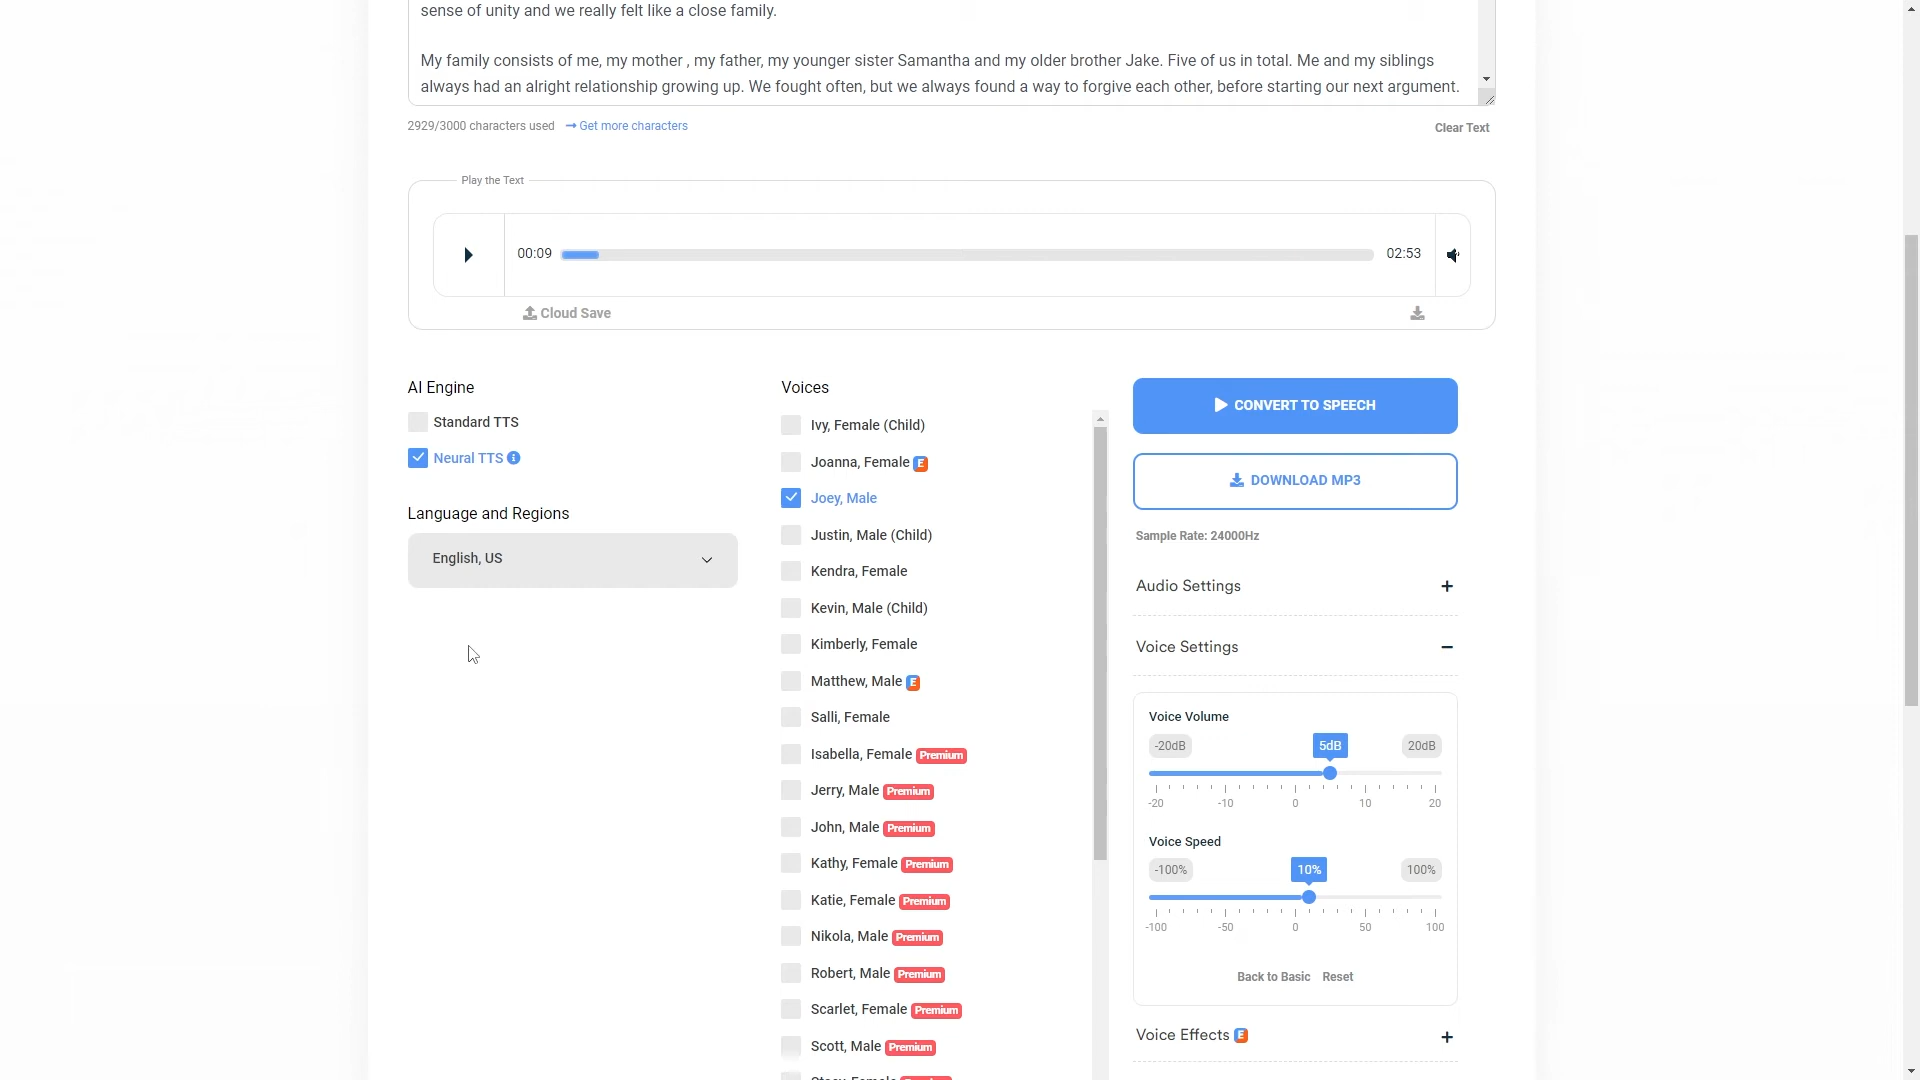 sense of unity and we really felt like a close family.
My family consists of me, my mother , my father, my younger sister Samantha and my older brother Jake. Five of us in total. Me and my siblings
always had an alright relationship growing up. We fought often, but we always found a way to forgive each other, before starting our next argument.
2929/3000 characters used → Get more characters
Clear Text
Play the Text
00:09
02:53
Cloud Save
AI Engine
Standard TTS
Neural TTS
Language and Regions
English, US
Voices
Ivy, Female (Child)
Joanna, Female E
Joey, Male
Justin, Male (Child)
Kendra, Female
Kevin, Male (Child)
Kimberly, Female
Matthew, Male E
Salli, Female
Isabella, Female Premium
Jerry, Male Premium
John, Male Premium
Kathy, Female Premium
Katie, Female Premium
Nikola, Male Premium
Robert, Male Premium
Scarlet, Female Premium
Scott, Male Premium
CONVERT TO SPEECH
DOWNLOAD MP3
Sample Rate: 24000Hz
Audio Settings +
Voice Settings −
Voice Volume
-20dB 5dB 20dB
-20 -10 0 10 20
Voice Speed
-100% 10% 100%
-100 -50 0 50 100
Back to Basic Reset
Voice Effects E +